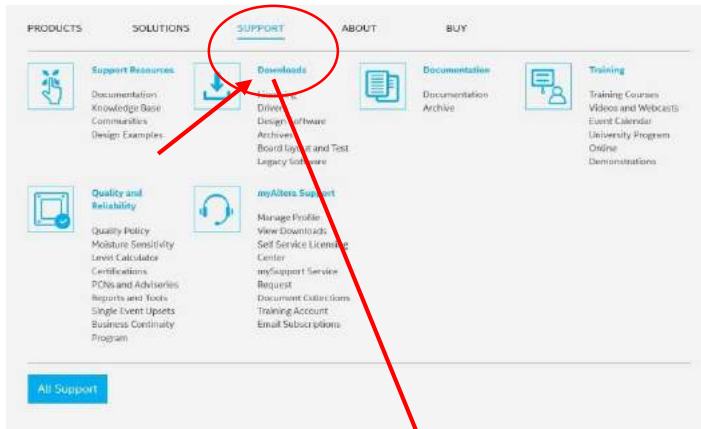 PRODUCTS SOLUTIONS SUPPORT ABOUT BUY
Support Resources
Documentation
Knowledge Base
Communities
Design Examples
Downloads
Licensing
Drivers
Design Software
Archives
Board layout and Test
Legacy Software
Documentation
Documentation
Archive
Training
Training Courses
Videos and Webcasts
Event Calendar
University Program
Online
Demonstrations
Quality and
Reliability
Quality Policy
Moisture Sensitivity
Level Calculator
Certifications
PCNs and Advisories
Reports and Tools
Single Event Upsets
Business Continuity
Program
myAltera Support
Manage Profile
View Downloads
Self Service Licensing
Center
mySupport Service
Request
Document Collections
Training Account
Email Subscriptions
All Support